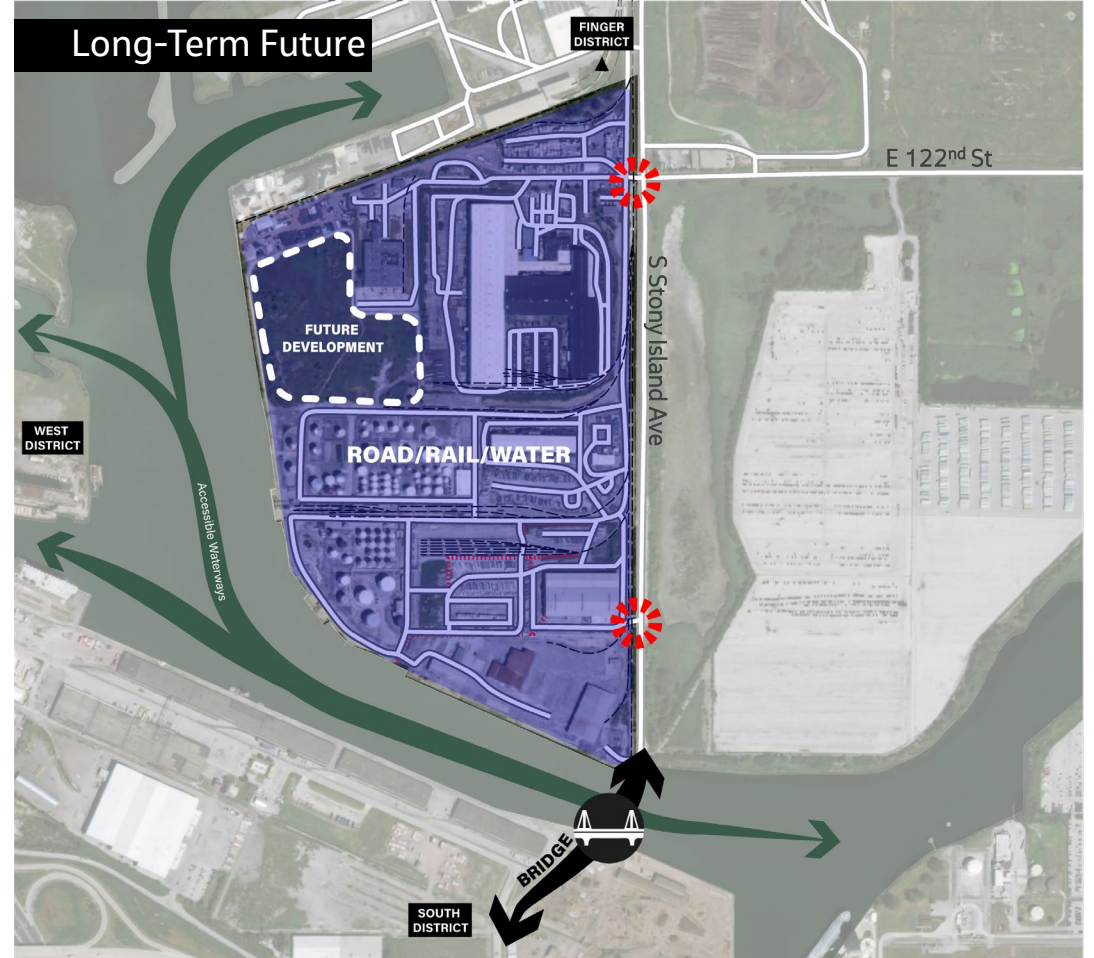 Long-Term Future
FINGER
DISTRICT
E 122nd St
S Stony Island Ave
FUTURE
DEVELOPMENT
WEST
DISTRICT
ROAD/RAIL/WATER
Accessible Waterways
BRIDGE
SOUTH
DISTRICT